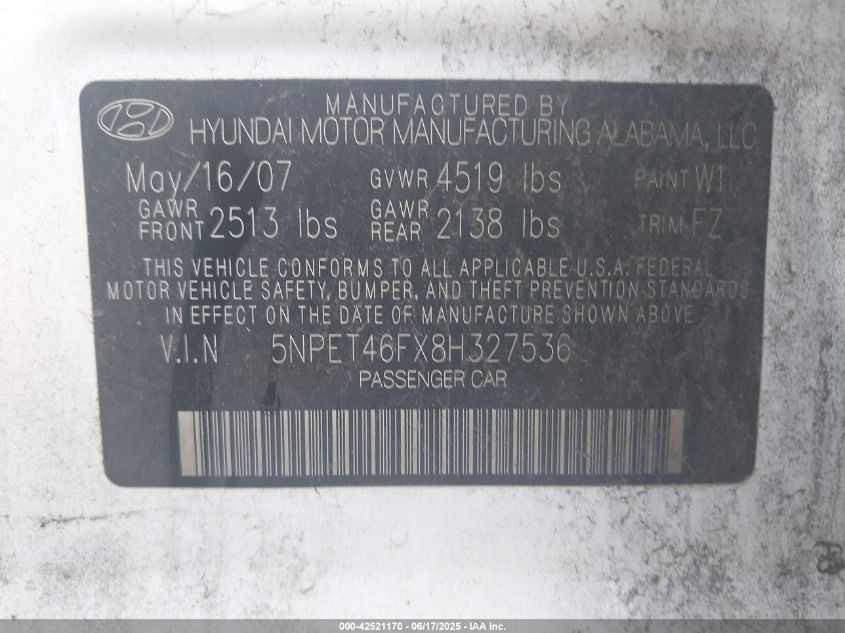 MANUFACTURED BY
HYUNDAI MOTOR MANUFACTURING ALABAMA, LLC
May/16/07 GVWR 4519 lbs PAINT W1
GAWR FRONT 2513 lbs GAWR REAR 2138 lbs TRIM FZ
THIS VEHICLE CONFORMS TO ALL APPLICABLE U.S.A. FEDERAL
MOTOR VEHICLE SAFETY, BUMPER, AND THEFT PREVENTION STANDARDS
IN EFFECT ON THE DATE OF MANUFACTURE SHOWN ABOVE
V.I.N 5NPET46FX8H327536
PASSENGER CAR
000-42521170 - 06/17/2025 - IAA Inc.